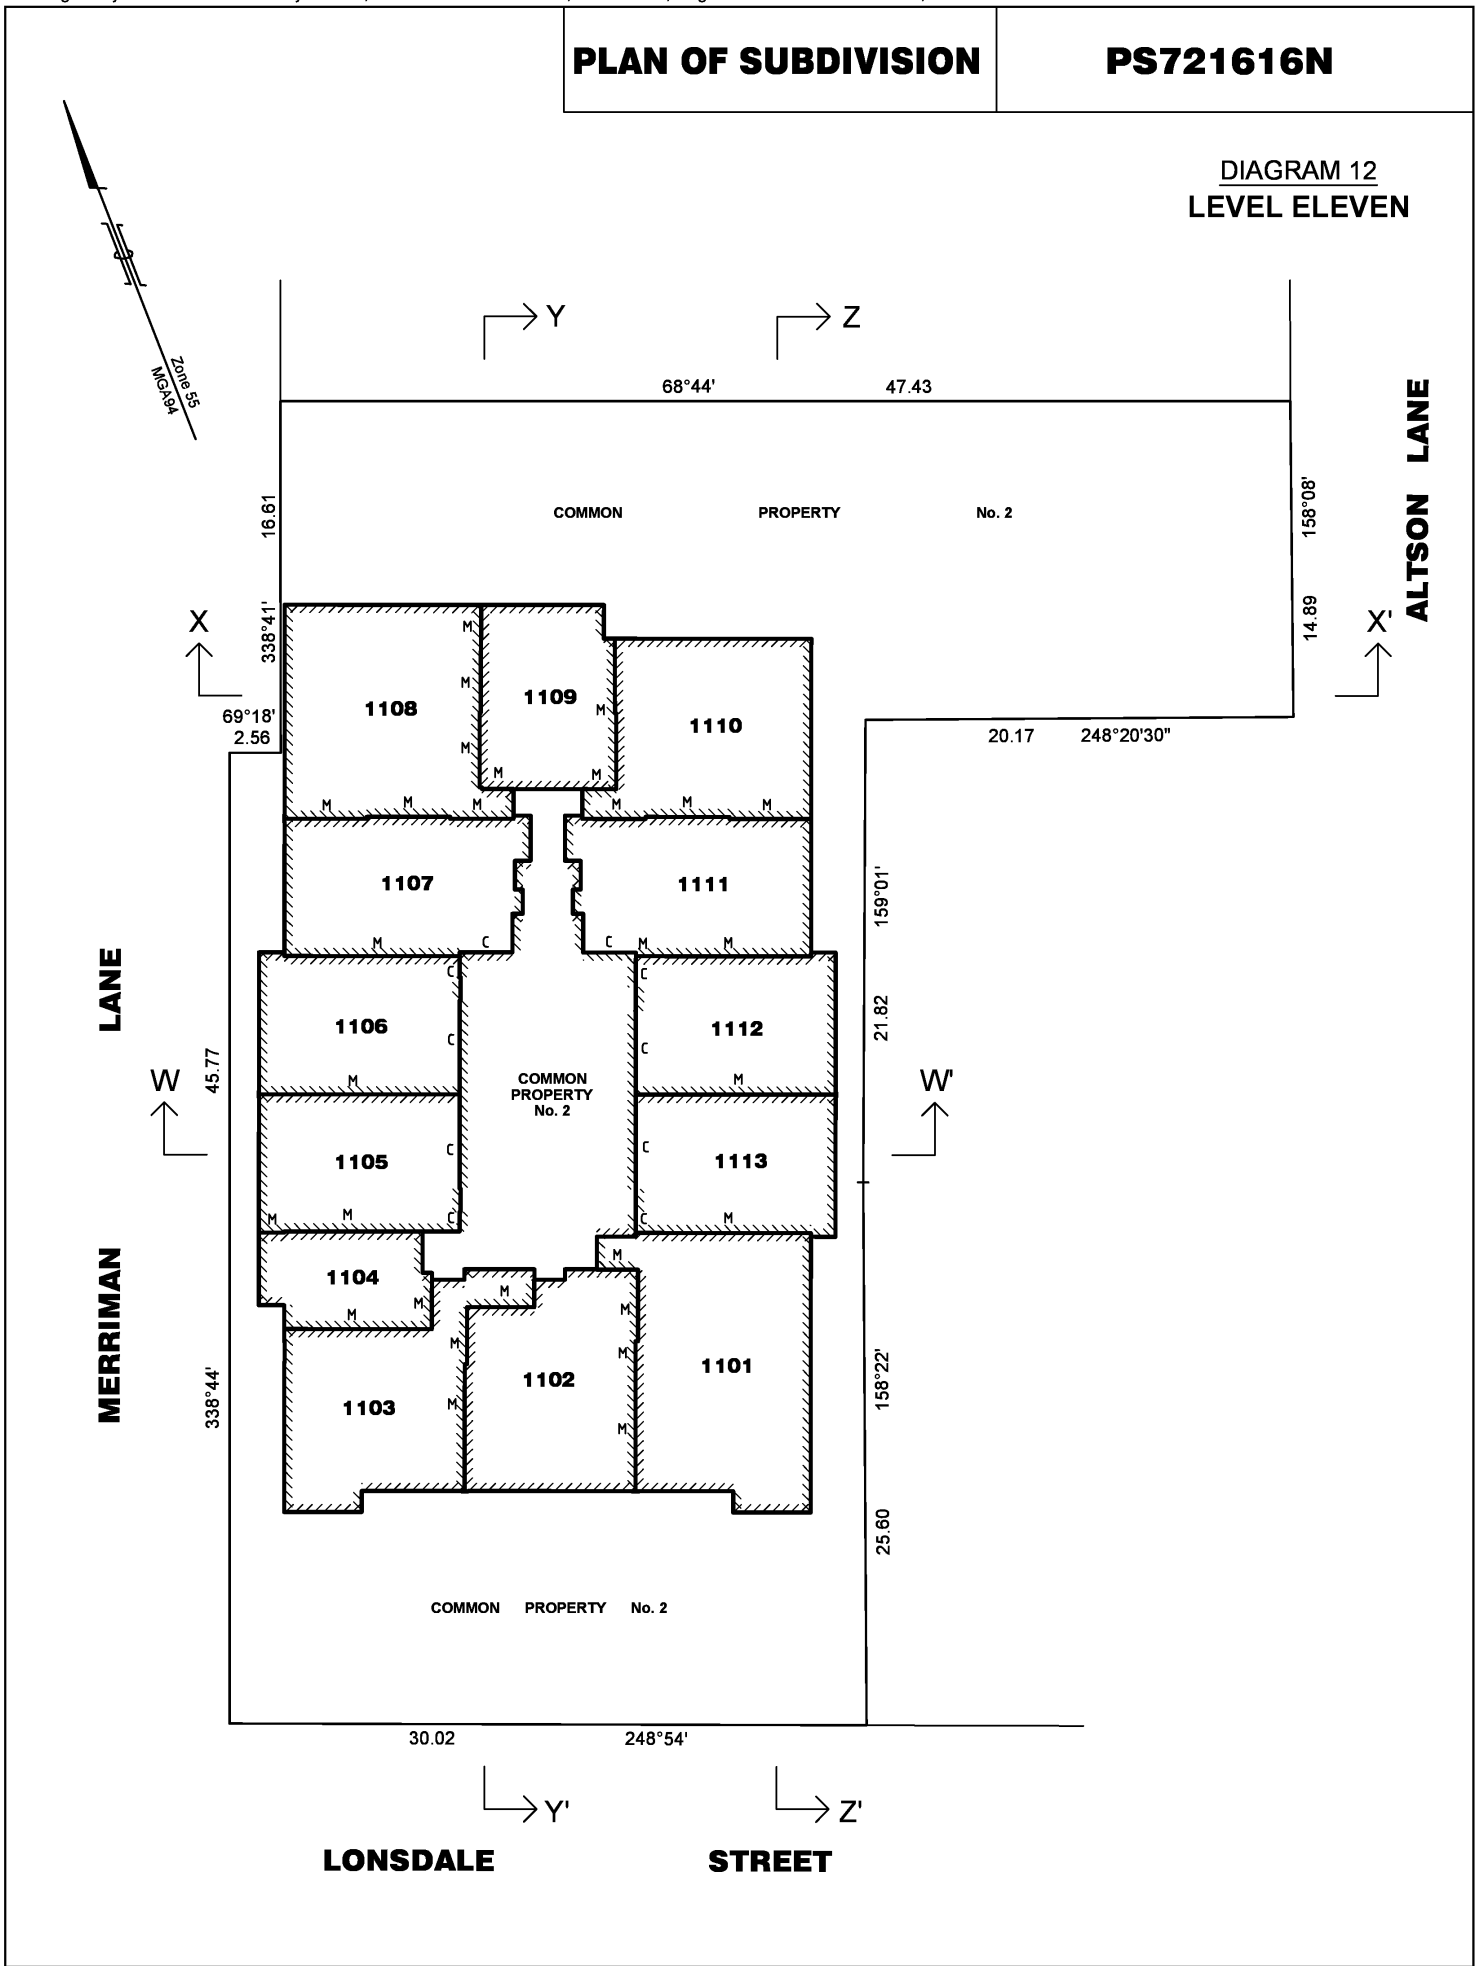 PLAN OF SUBDIVISION
PS721616N
DIAGRAM 12
LEVEL ELEVEN
Zone 55
MGA94
Y
Z
68°44'
47.43
ALTSON LANE
16.61
338°41'
158°08'
14.89
COMMON PROPERTY No. 2
X
X'
69°18'
2.56
20.17
248°20'30"
1108
M
M
M
M
M
M
1109
M
M
M
1110
M
M
M
1107
M
C
1111
C
M
M
159°01'
21.82
1106
C
C
M
1112
C
C
M
COMMON
PROPERTY
No. 2
MERRIMAN LANE
45.77
338°44'
W
W'
1105
C
C
M
M
1113
C
C
M
1104
M
M
1103
M
M
M
1102
M
M
M
1101
M
158°22'
25.60
COMMON PROPERTY No. 2
30.02
248°54'
Y'
Z'
LONSDALE STREET